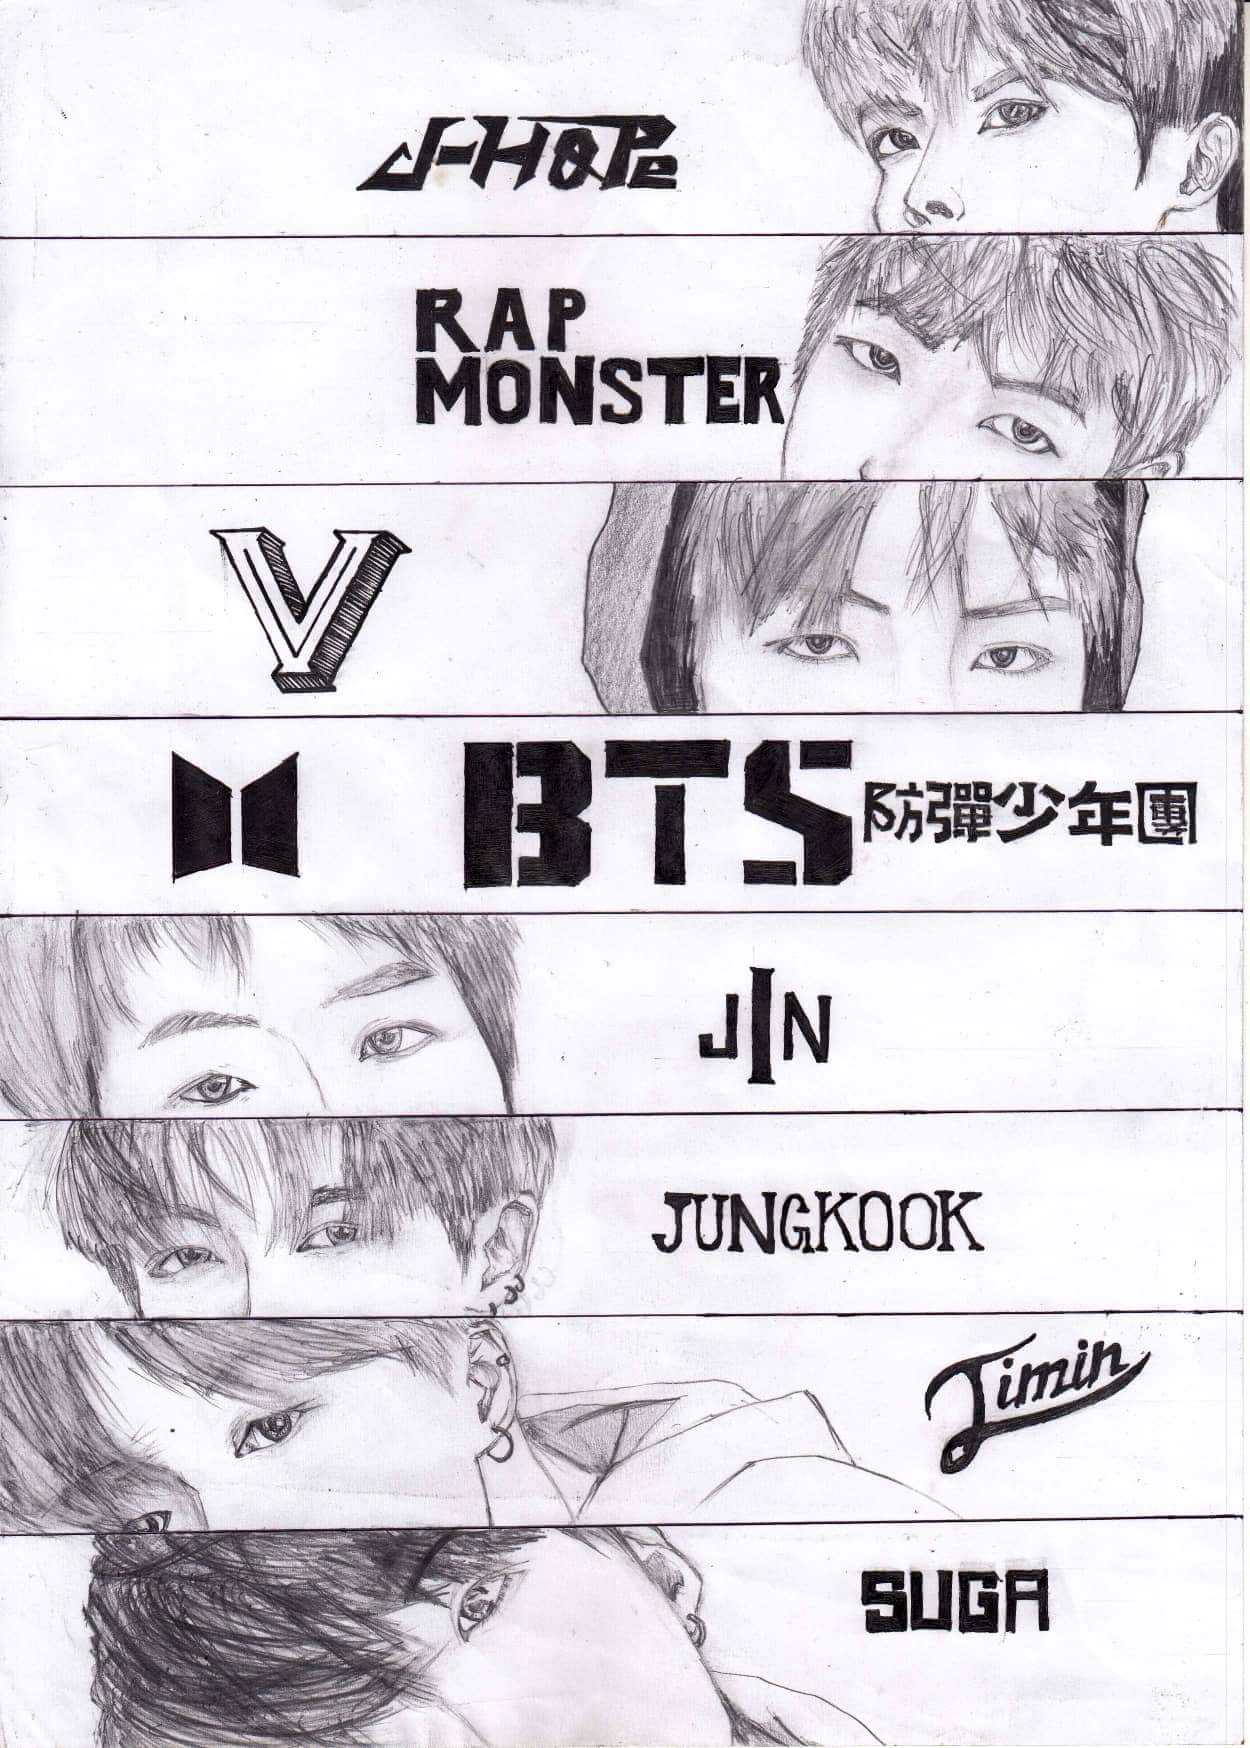 J-HOPE
RAP
MONSTER
V
BTS 防彈少年團
JIN
JUNGKOOK
Jimin
SUGA